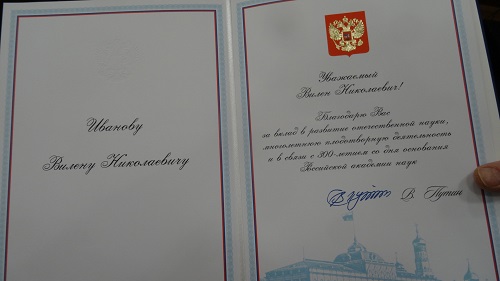 Иванову
Вилену Николаевичу
Уважаемый
Вилен Николаевич!
Благодарю Вас
за вклад в развитие отечественной науки,
многолетнюю плодотворную деятельность
и в связи с 300-летием со дня основания
Российской академии наук
В. Путин